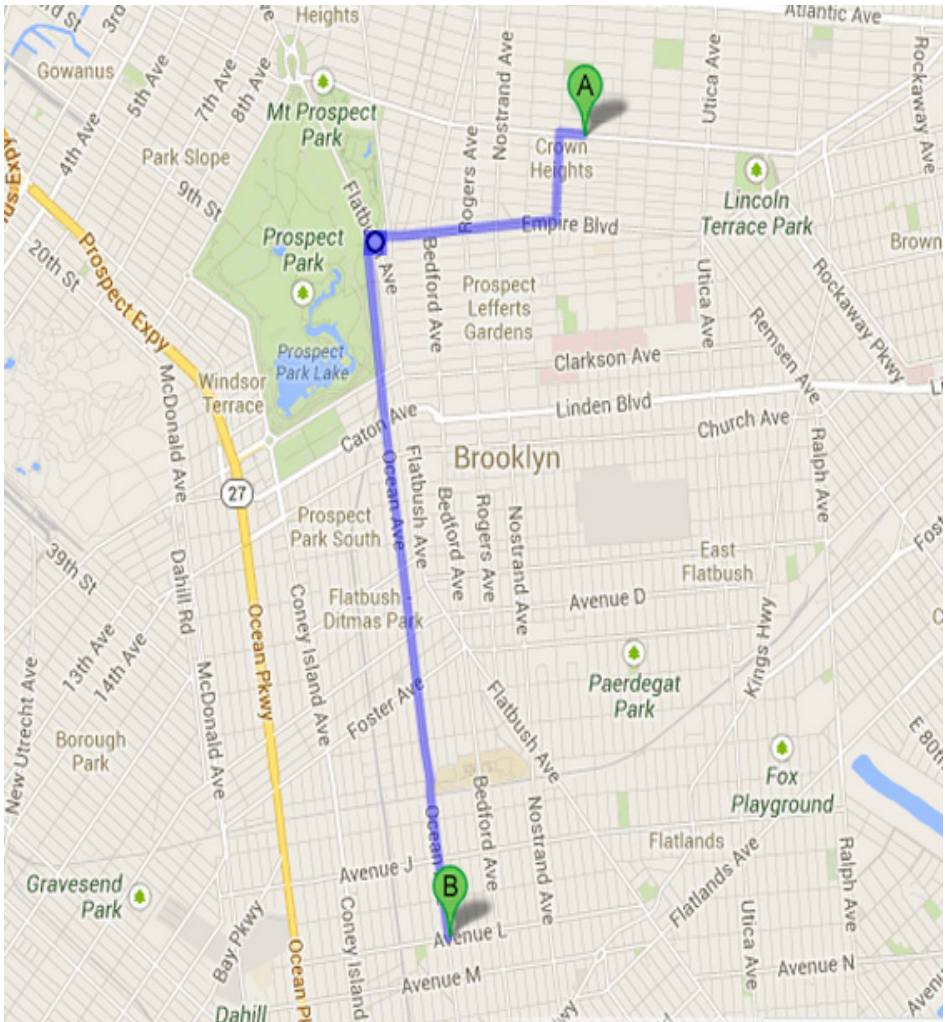 Heights
Atlantic Ave
3rd St
Gowanus
5th Ave
7th Ave
8th Ave
4th Ave
Mt Prospect
Park
Nostrand Ave
Utica Ave
Rockaway Ave
A
Park Slope
9th St
Rogers Ave
Crown
Heights
Lincoln
Terrace Park
20th St
Prospect Expy
Prospect
Park
Flatbush Ave
Bedford Ave
Empire Blvd
Brown
Prospect
Lefferts
Gardens
Utica Ave
Remsen Ave
Rockaway Pkwy
Prospect
Park Lake
Windsor
Terrace
McDonald Ave
Clarkson Ave
Linden Blvd
Caton Ave
Church Ave
Brooklyn
Ralph Ave
27
Ocean Ave
Flatbush Ave
Bedford Ave
Rogers Ave
Nostrand Ave
Prospect
Park South
39th St
East
Flatbush
Fost
Dahill Rd
Flatbush
Ditmas Park
Avenue D
Coney Island Ave
Ocean Pkwy
Kings Hwy
13th Ave
14th Ave
New Utrecht Ave
McDonald Ave
Foster Ave
Paerdegat
Park
Flatbush Ave
Borough
Park
E 80th
Fox
Playground
Bedford Ave
Nostrand Ave
Ocean
Flatlands
Avenue J
Ralph Ave
Gravesend
Park
B
Flatlands Ave
Bay Pkwy
Coney Island
Avenue L
Utica Ave
Ocean P
Avenue M
Avenue N
Dahill